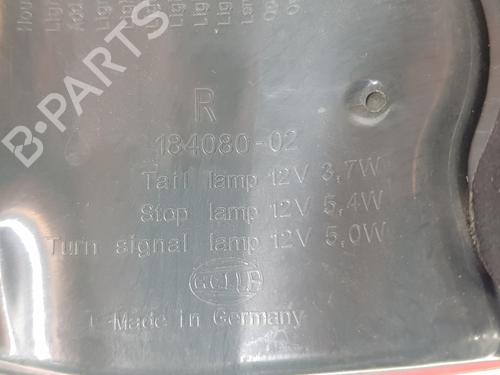 B-PARTS
R
184080-02
Tail lamp 12V 3,7W
Stop lamp 12V 5,4W
Turn signal lamp 12V 5,0W
HELLA
Made in Germany